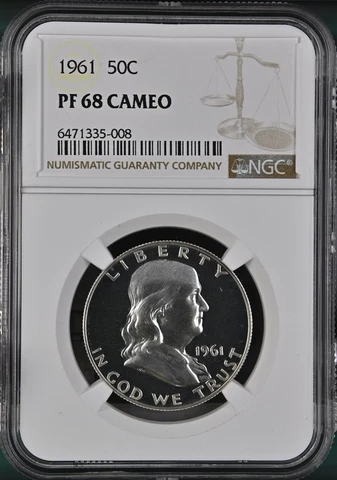 1961 50C
PF 68 CAMEO
6471335-008
NUMISMATIC GUARANTY COMPANY
NGC®
LIBERTY
1961
IN GOD WE TRUST